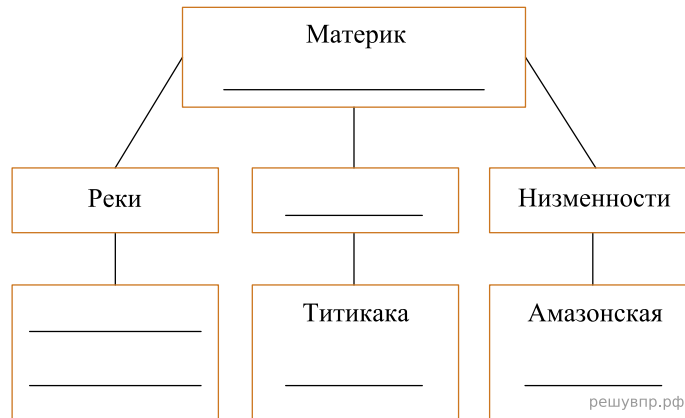 Материк
Реки
Низменности
Титикака
Амазонская
решувпр.рф